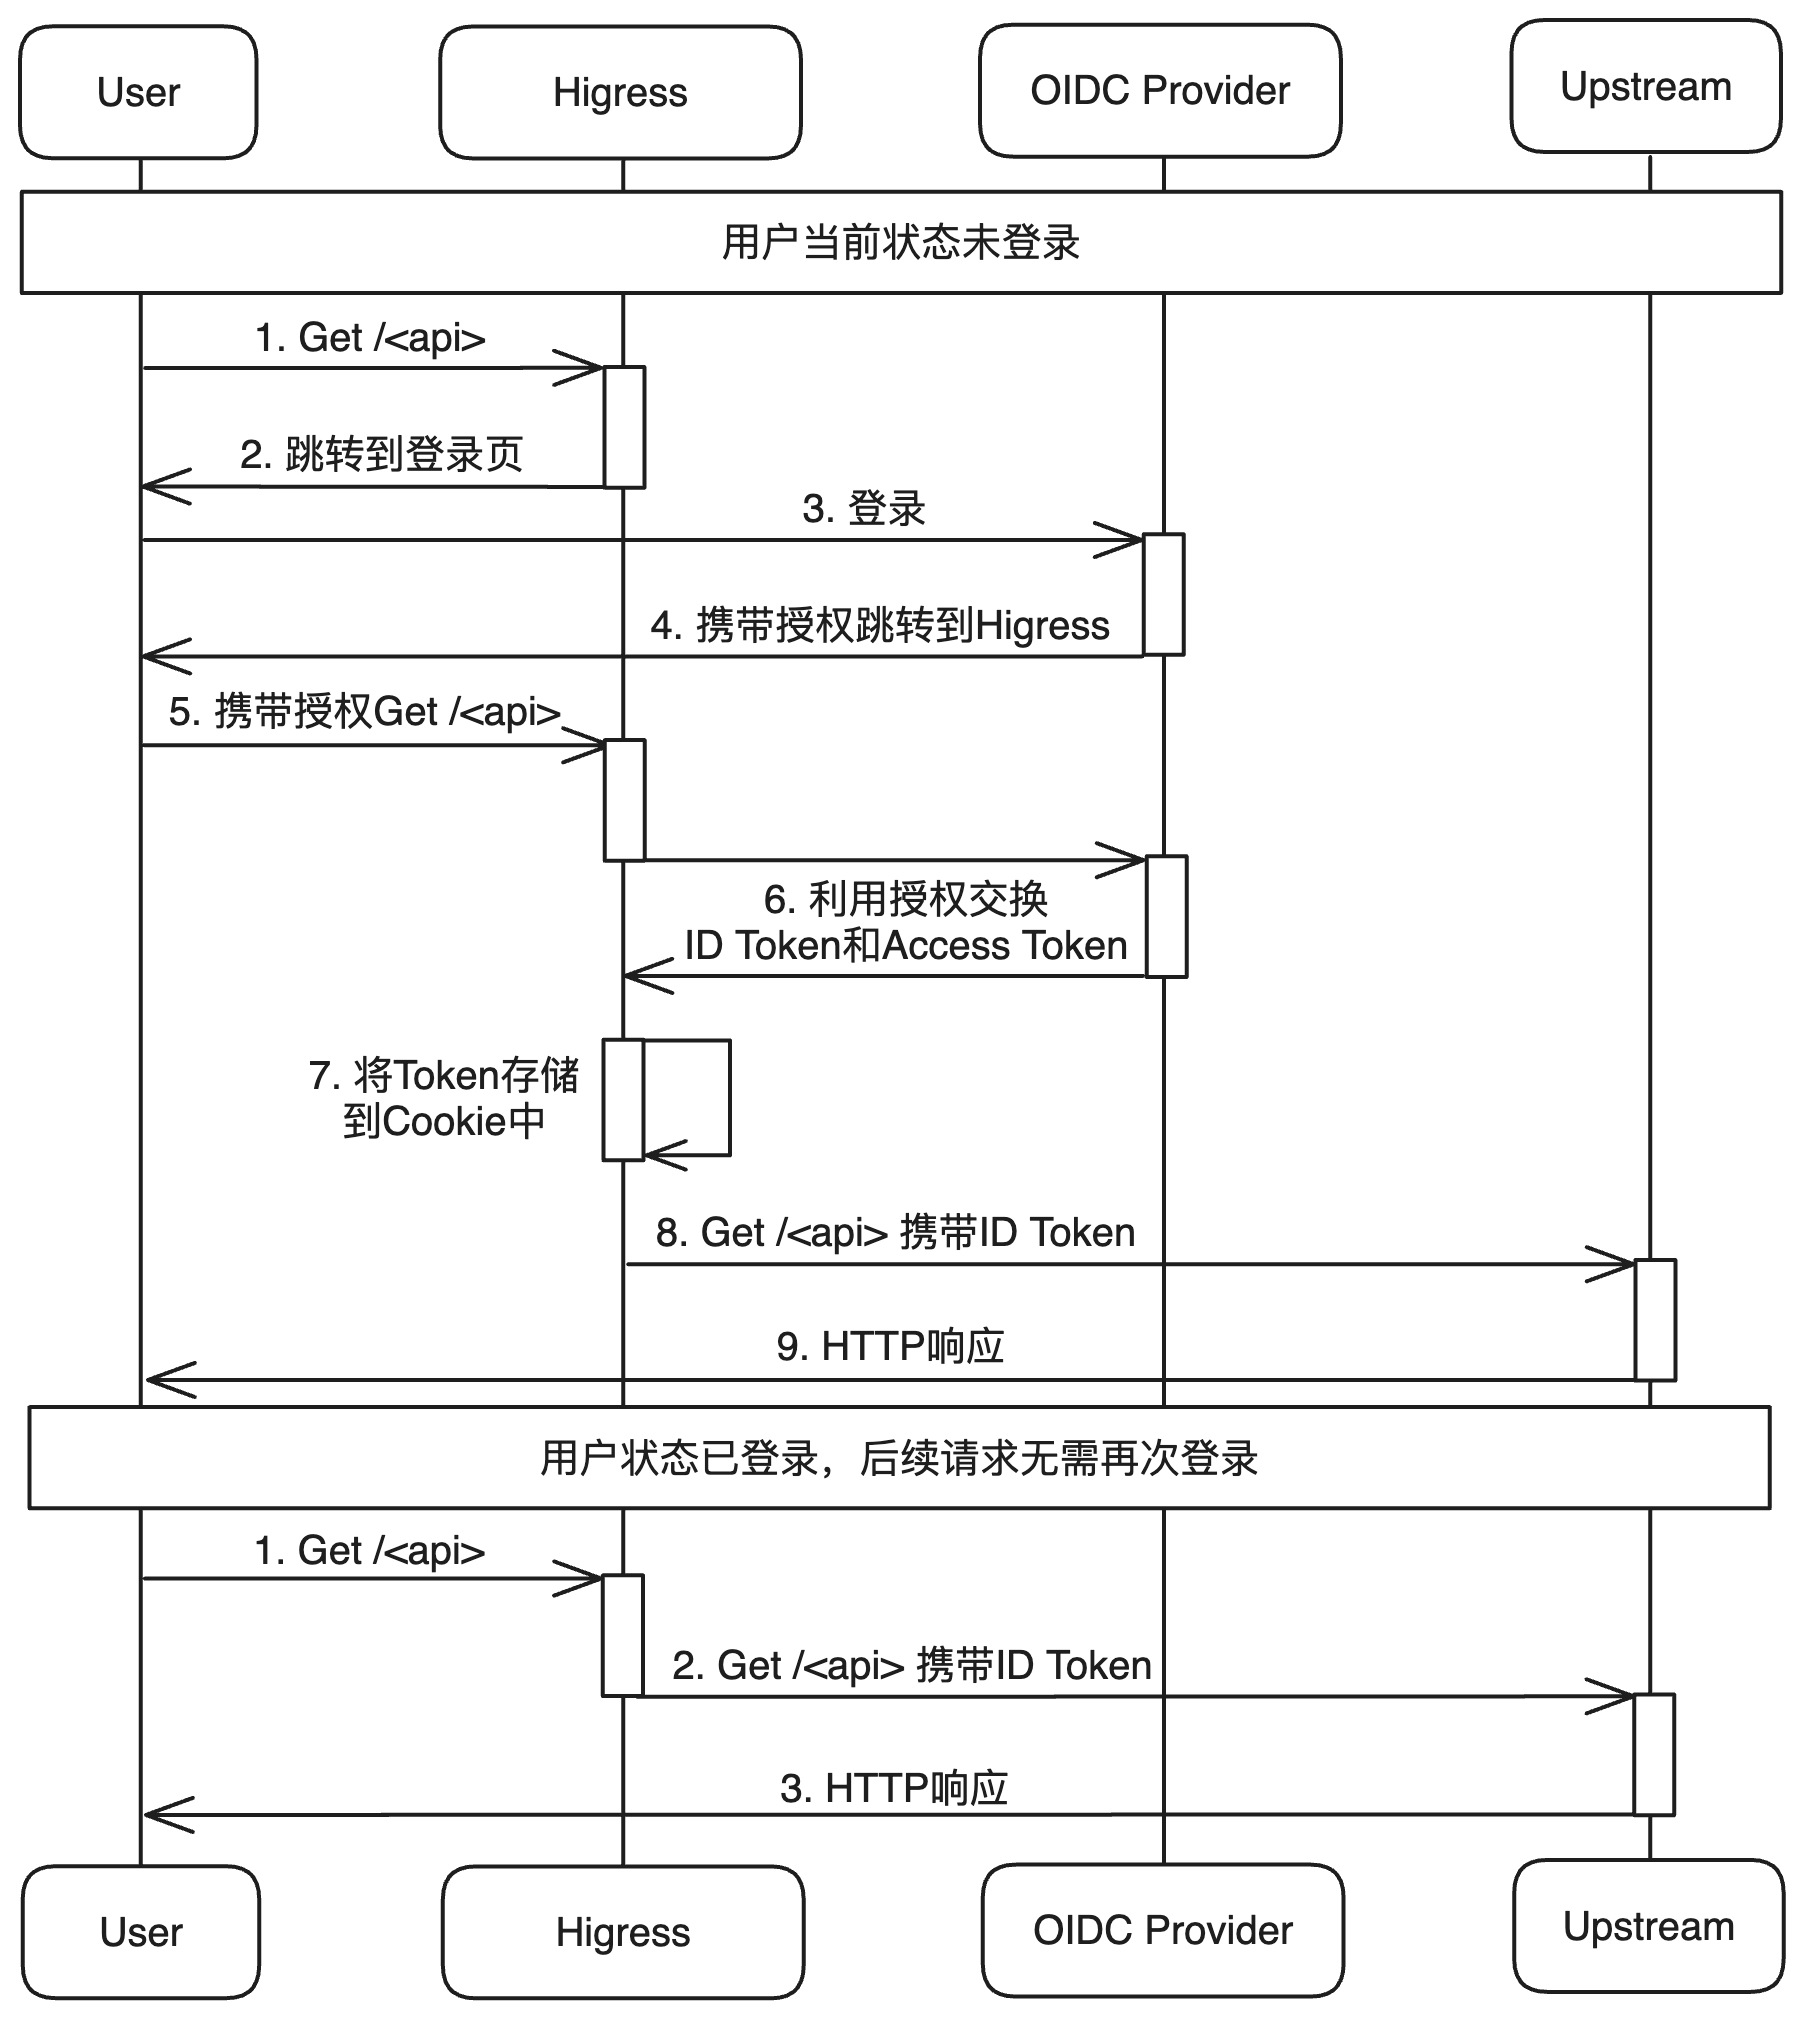 User
Higress
OIDC Provider
Upstream
用户当前状态未登录
1. Get /<api>
2. 跳转到登录页
3. 登录
4. 携带授权跳转到Higress
5. 携带授权Get /<api>
6. 利用授权交换
ID Token和Access Token
7. 将Token存储
到Cookie中
8. Get /<api> 携带ID Token
9. HTTP响应
用户状态已登录，后续请求无需再次登录
1. Get /<api>
2. Get /<api> 携带ID Token
3. HTTP响应
User
Higress
OIDC Provider
Upstream